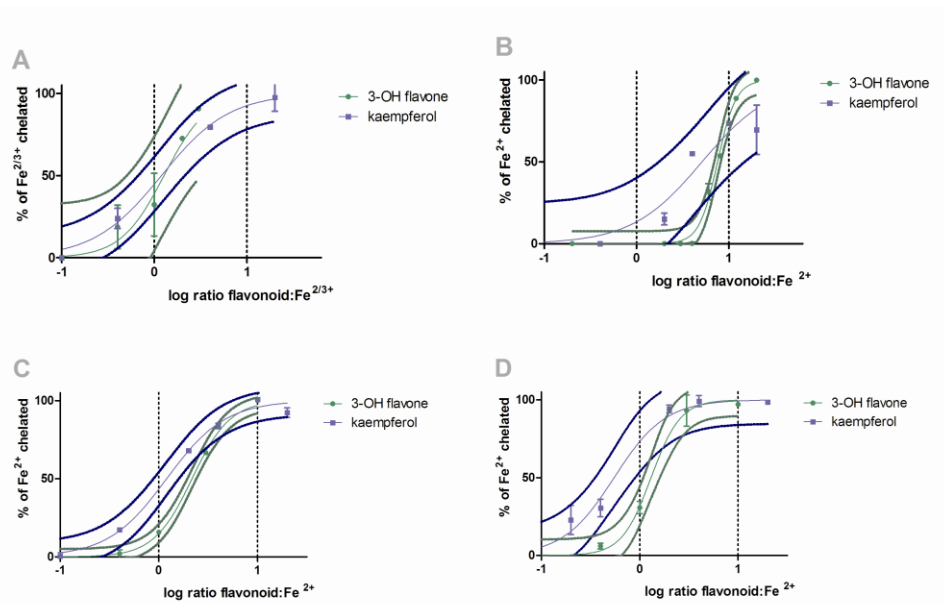 A
% of Fe2/3+ chelated
100
50
0
-1
0
1
log ratio flavonoid:Fe2/3+
3-OH flavone
kaempferol
B
% of Fe2+ chelated
100
50
0
-1
0
1
log ratio flavonoid:Fe 2+
3-OH flavone
kaempferol
C
% of Fe2+ chelated
100
50
0
-1
0
1
log ratio flavonoid:Fe 2+
3-OH flavone
kaempferol
D
% of Fe2+ chelated
100
50
0
-1
0
1
log ratio flavonoid:Fe 2+
3-OH flavone
kaempferol